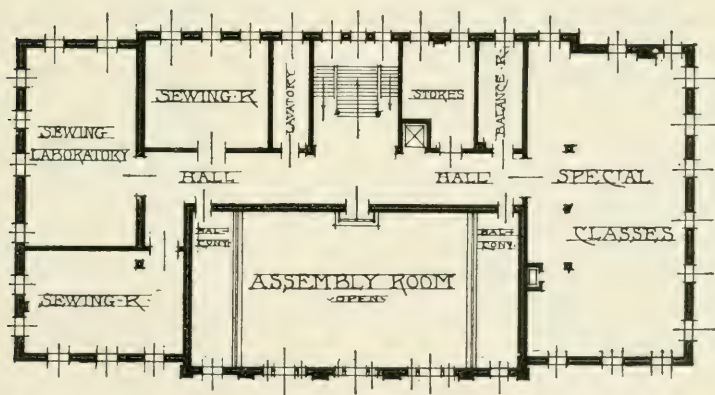 SEWING-R
LAVATORY
STORES
BALANCE-R
SEWING
LABORATORY
HALL
HALL
SPECIAL
CLASSES
BAL-
CONY.
BAL-
CONY.
ASSEMBLY ROOM
OPEN
SEWING-R